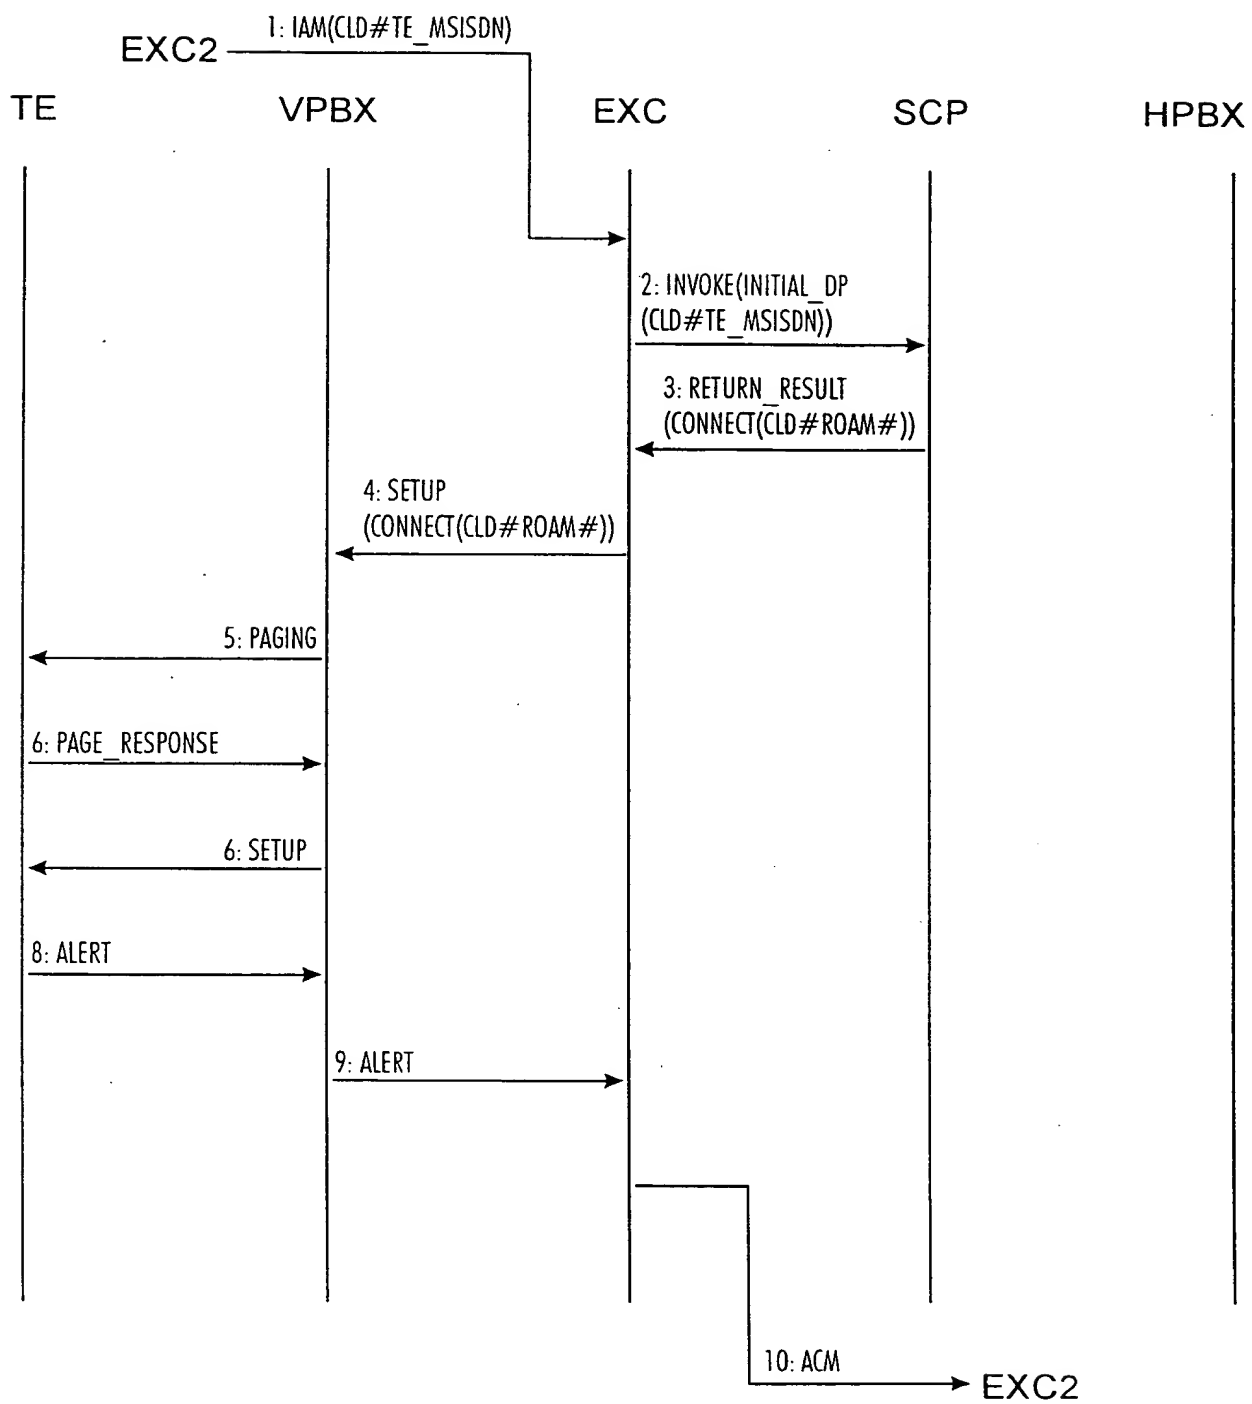 1: IAM(CLD#TE_MSISDN)
EXC2
TE
VPBX
EXC
SCP
HPBX
2: INVOKE(INITIAL_DP
(CLD#TE_MSISDN))
3: RETURN_RESULT
(CONNECT(CLD#ROAM#))
4: SETUP
(CONNECT(CLD#ROAM#))
5: PAGING
6: PAGE_RESPONSE
6: SETUP
8: ALERT
9: ALERT
10: ACM
EXC2